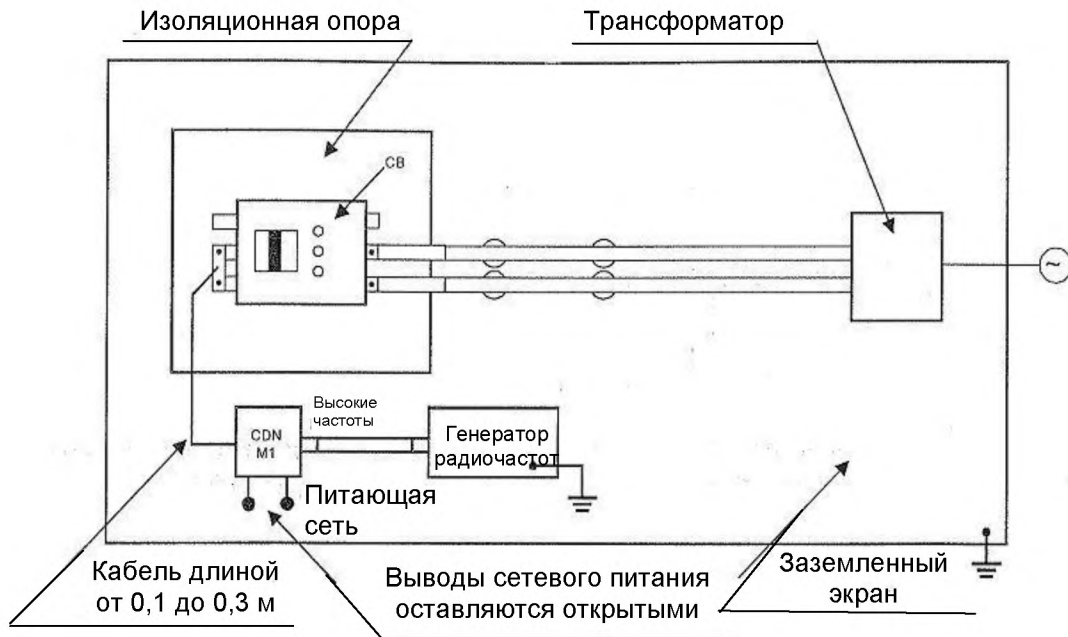 Изоляционная опора
Трансформатор
CB
~
Высокие
частоты
CDN
M1
Генератор
радиочастот
Питающая
сеть
Кабель длиной
от 0,1 до 0,3 м
Выводы сетевого питания
оставляются открытыми
Заземленный
экран